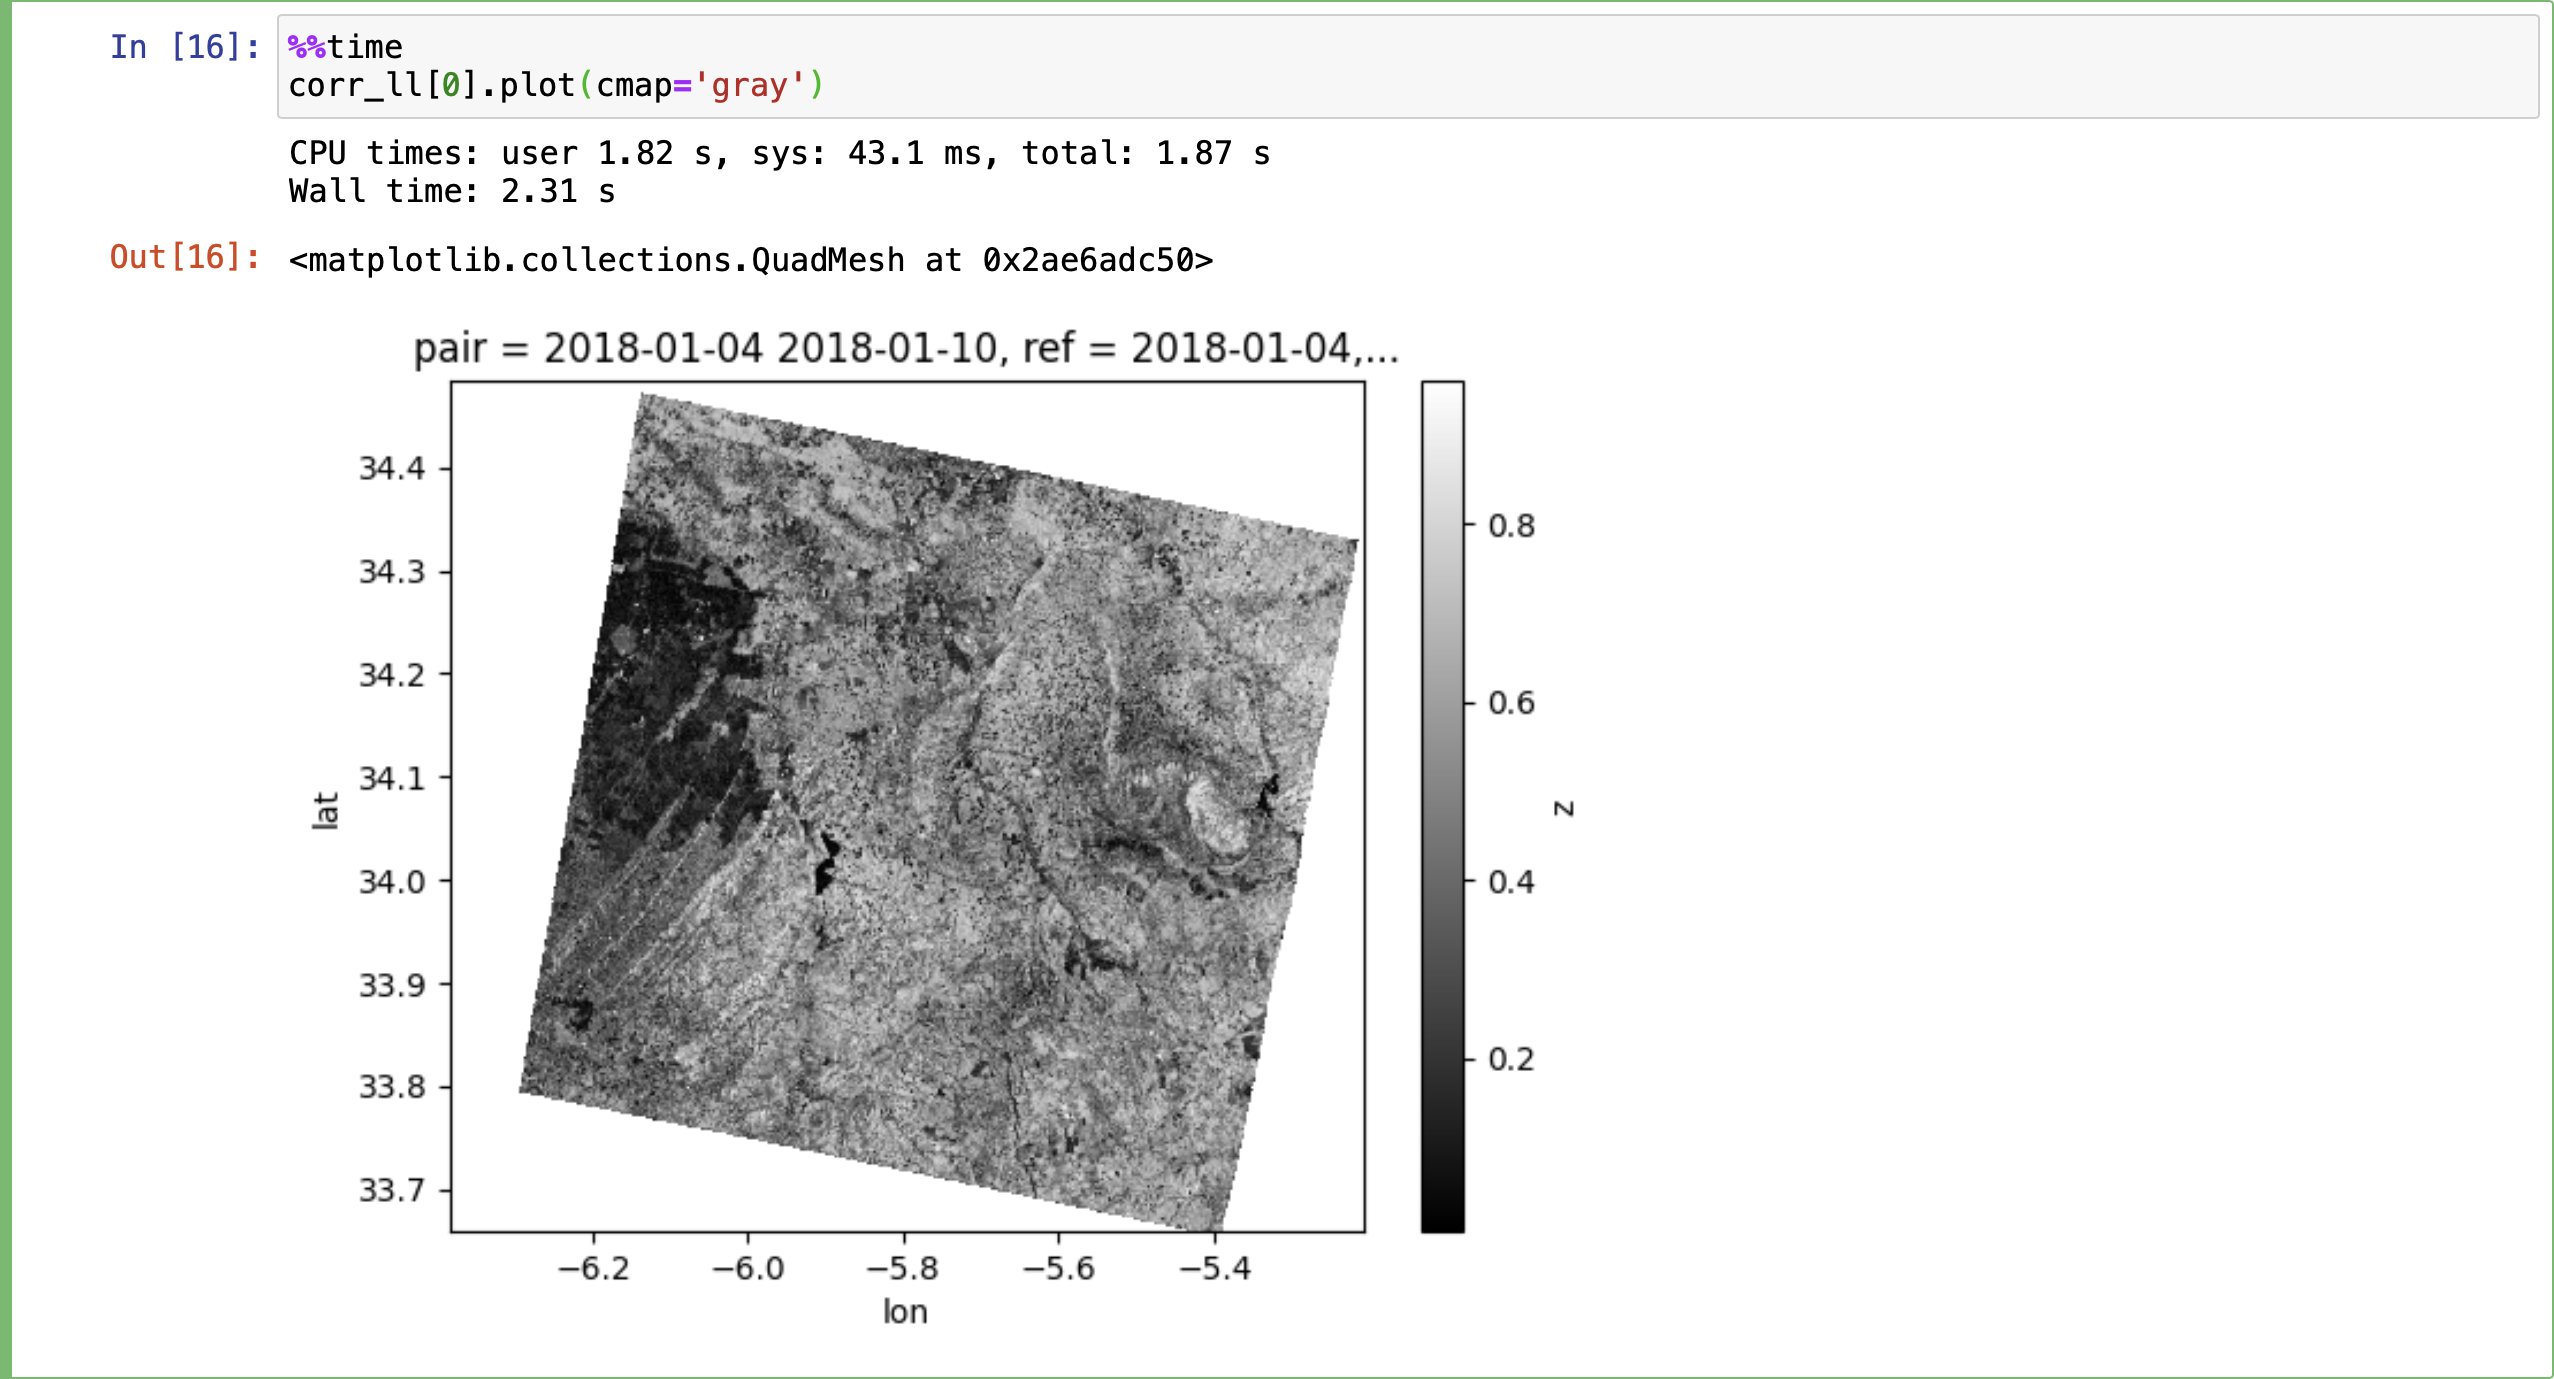 In [16]: %%time
corr_ll[0].plot(cmap='gray')
CPU times: user 1.82 s, sys: 43.1 ms, total: 1.87 s
Wall time: 2.31 s
Out[16]: <matplotlib.collections.QuadMesh at 0x2ae6adc50>
pair = 2018-01-04 2018-01-10, ref = 2018-01-04,...
34.4
34.3
34.2
34.1
34.0
33.9
33.8
33.7
lat
−6.2 −6.0 −5.8 −5.6 −5.4
lon
0.8
0.6
0.4
0.2
z